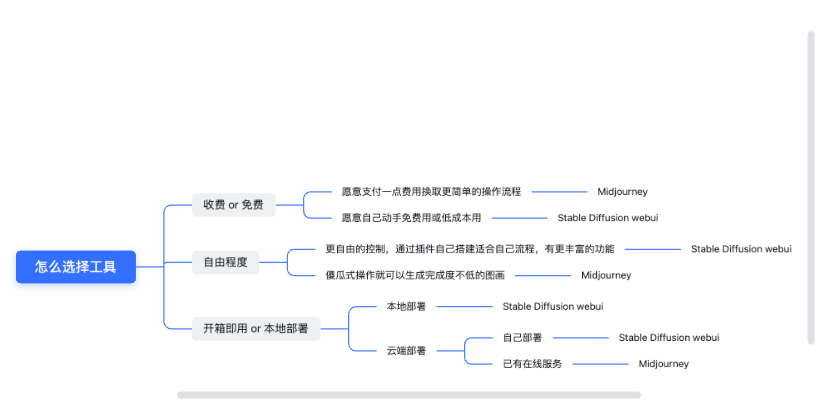 怎么选择工具
收费 or 免费
愿意支付一点费用换取更简单的操作流程
Midjourney
愿意自己动手免费用或低成本用
Stable Diffusion webui
自由程度
更自由的控制，通过插件自己搭建适合自己流程，有更丰富的功能
Stable Diffusion webui
傻瓜式操作就可以生成完成度不低的图画
Midjourney
开箱即用 or 本地部署
本地部署
Stable Diffusion webui
云端部署
自己部署
Stable Diffusion webui
已有在线服务
Midjourney